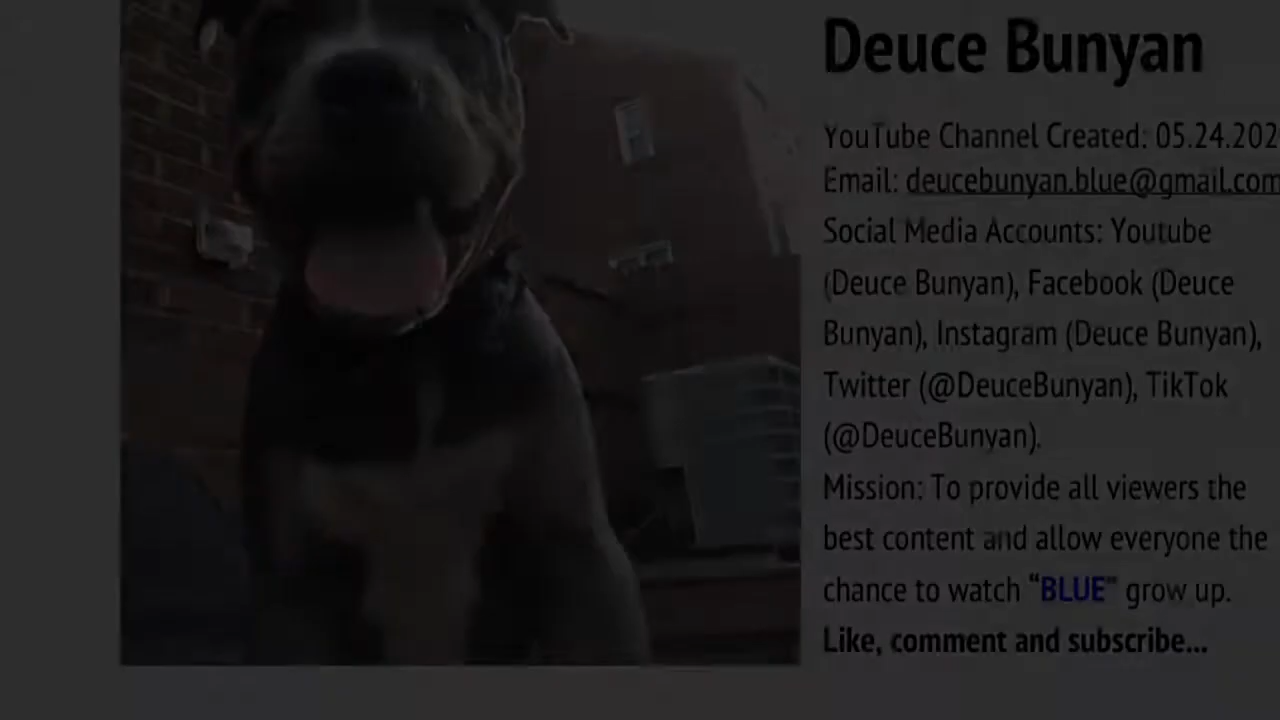 Deuce Bunyan
YouTube Channel Created: 05.24.202
Email: deucebunyan.blue@gmail.com
Social Media Accounts: Youtube
(Deuce Bunyan), Facebook (Deuce
Bunyan), Instagram (Deuce Bunyan),
Twitter (@DeuceBunyan), TikTok
(@DeuceBunyan).
Mission: To provide all viewers the
best content and allow everyone the
chance to watch “BLUE” grow up.
Like, comment and subscribe...